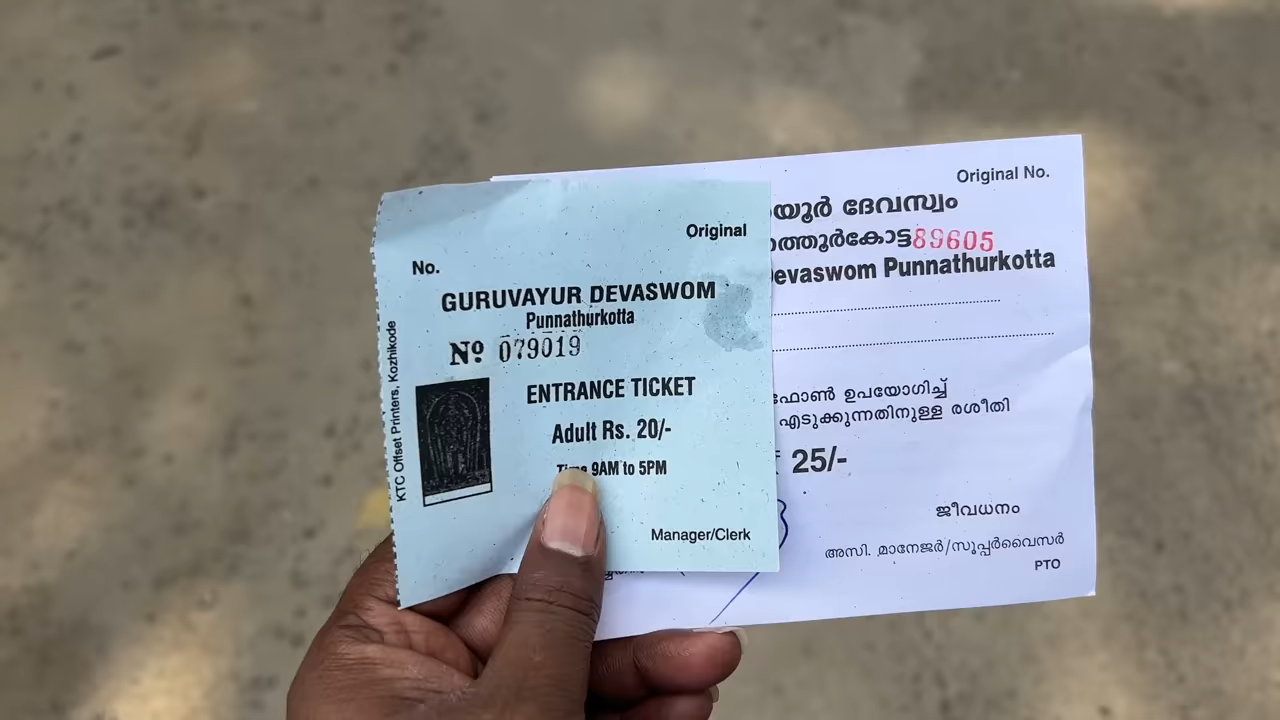 Original
No.
GURUVAYUR DEVASWOM
Punnathurkotta
Nº 079019
ENTRANCE TICKET
Adult Rs. 20/-
Time 9AM to 5PM
Manager/Clerk
KTC Offset Printers, Kozhikode
Original No.
യൂർ ദേവസ്വം
ത്തൂർകോട്ട 89605
Devaswom Punnathurkotta
ഫോൺ ഉപയോഗിച്ച്
എടുക്കുന്നതിനുള്ള രശീതി
25/-
ജീവധനം
അസി. മാനേജർ/സൂപ്പർവൈസർ
PTO